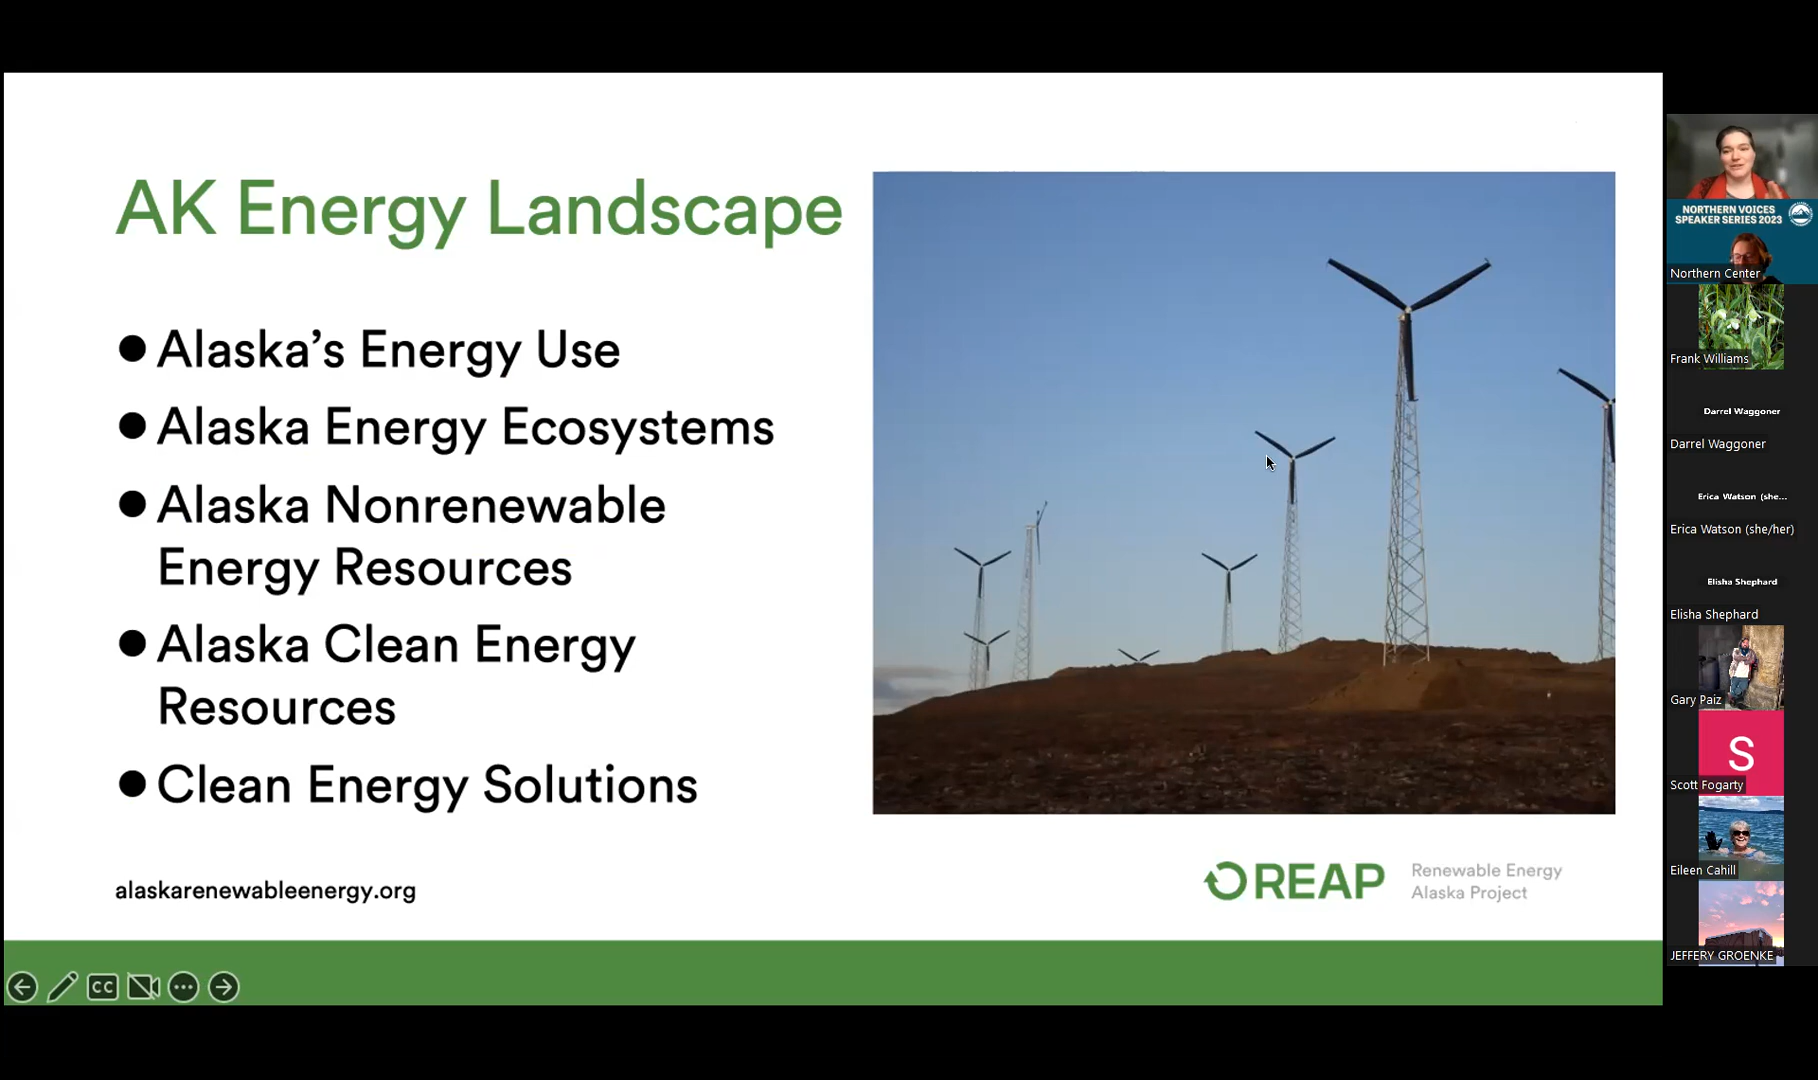 AK Energy Landscape
● Alaska's Energy Use
● Alaska Energy Ecosystems
● Alaska Nonrenewable
Energy Resources
● Alaska Clean Energy
Resources
● Clean Energy Solutions
alaskarenewableenergy.org
REAP
Renewable Energy
Alaska Project
CC
NORTHERN VOICES
SPEAKER SERIES 2023
Northern Center
Frank Williams
Darrel Waggoner
Darrel Waggoner
Erica Watson (she...
Erica Watson (she/her)
Elisha Shephard
Elisha Shephard
Gary Paiz
S
Scott Fogarty
Eileen Cahill
JEFFERY GROENKE